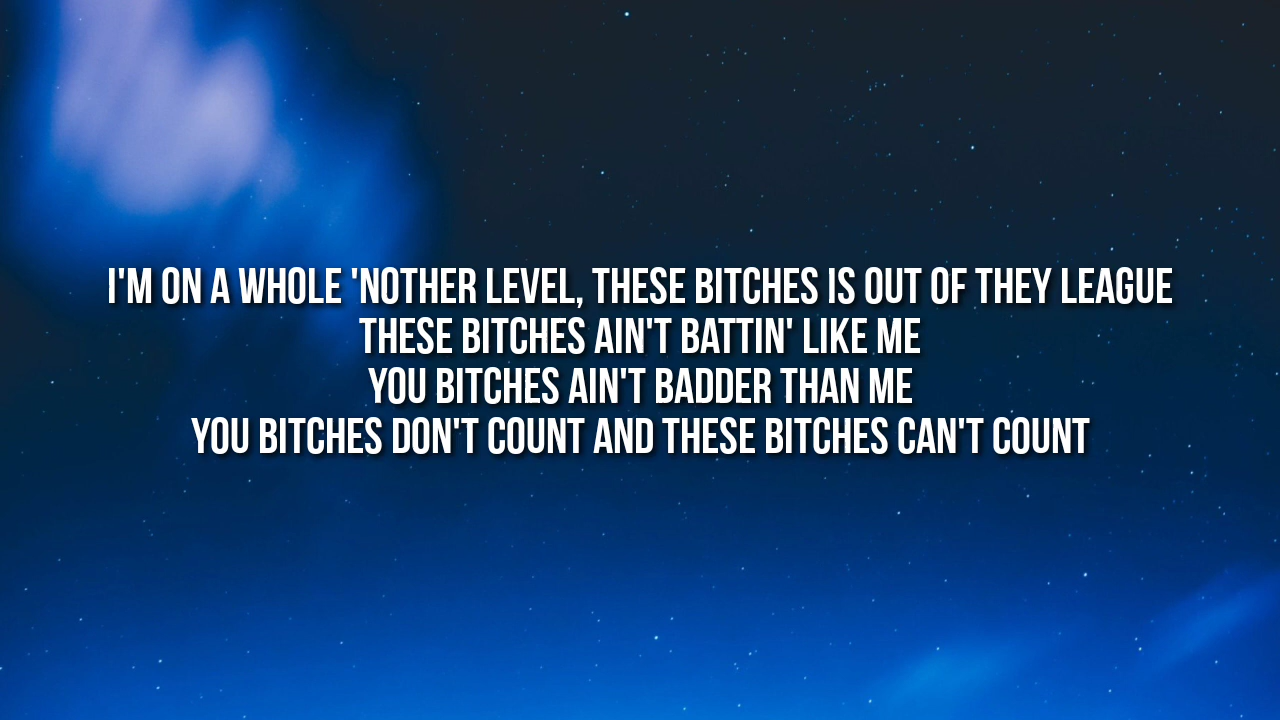 I'M ON A WHOLE 'NOTHER LEVEL, THESE BITCHES IS OUT OF THEY LEAGUE
THESE BITCHES AIN'T BATTIN' LIKE ME
YOU BITCHES AIN'T BADDER THAN ME
YOU BITCHES DON'T COUNT AND THESE BITCHES CAN'T COUNT